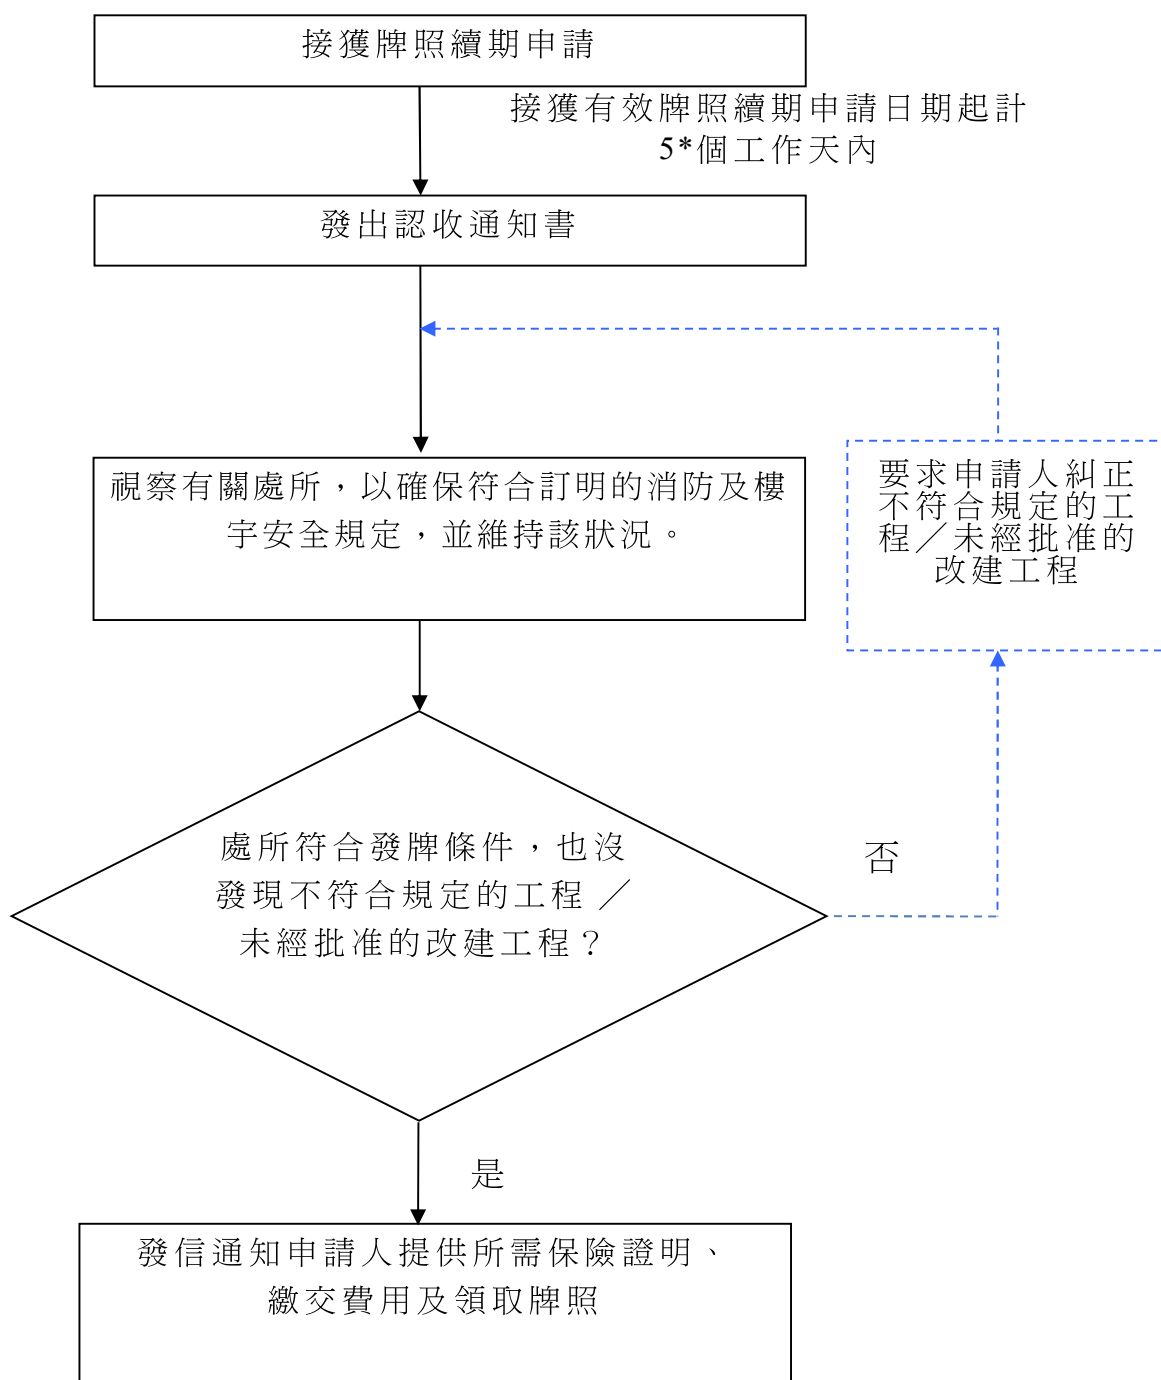 接獲牌照續期申請
接獲有效牌照續期申請日期起計
5*個工作天內
發出認收通知書
視察有關處所，以確保符合訂明的消防及樓
宇安全規定，並維持該狀況。
要求申請人糾正
不符合規定的工
程／未經批准的
改建工程
處所符合發牌條件，也沒
發現不符合規定的工程／
未經批准的改建工程？
否
是
發信通知申請人提供所需保險證明、
繳交費用及領取牌照